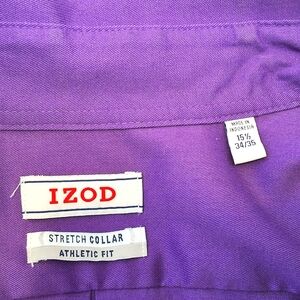 MADE IN
INDONESIA
15½
34/35
IZOD
STRETCH COLLAR
ATHLETIC FIT